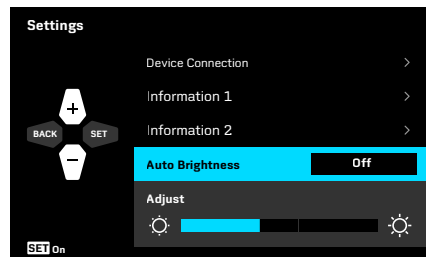 Settings
Device Connection
Information 1
Information 2
BACK
SET
Auto Brightness
Off
Adjust
SET On